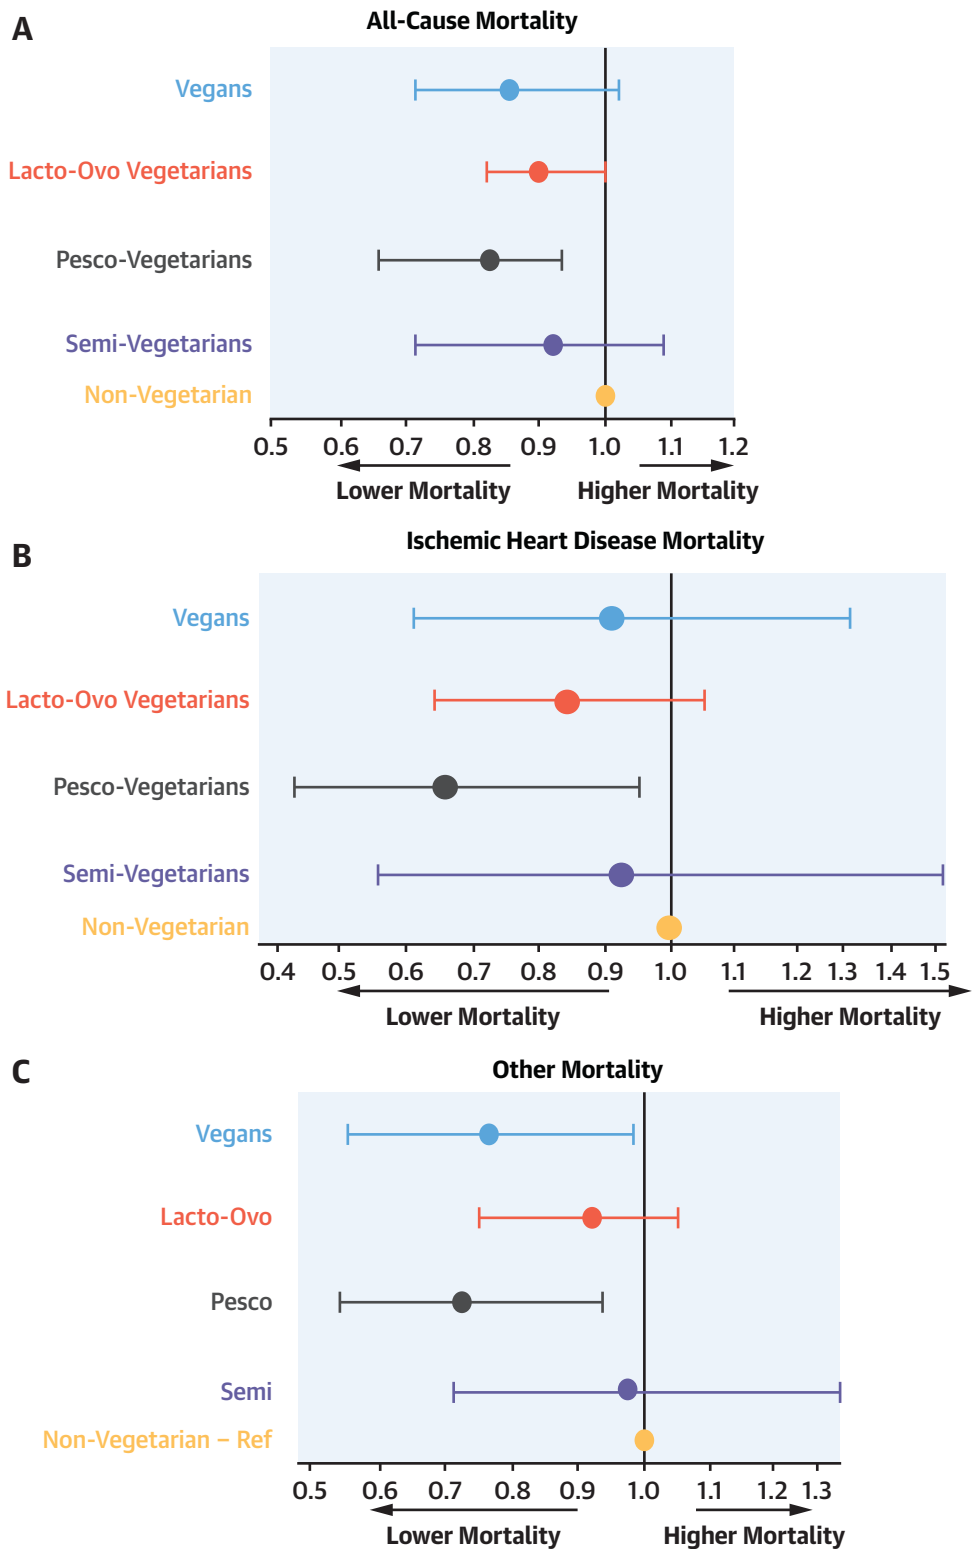 A
All-Cause Mortality
Vegans
Lacto-Ovo Vegetarians
Pesco-Vegetarians
Semi-Vegetarians
Non-Vegetarian
0.5 0.6 0.7 0.8 0.9 1.0 1.1 1.2
Lower Mortality Higher Mortality
B
Ischemic Heart Disease Mortality
Vegans
Lacto-Ovo Vegetarians
Pesco-Vegetarians
Semi-Vegetarians
Non-Vegetarian
0.4 0.5 0.6 0.7 0.8 0.9 1.0 1.1 1.2 1.3 1.4 1.5
Lower Mortality Higher Mortality
C
Other Mortality
Vegans
Lacto-Ovo
Pesco
Semi
Non-Vegetarian – Ref
0.5 0.6 0.7 0.8 0.9 1.0 1.1 1.2 1.3
Lower Mortality Higher Mortality